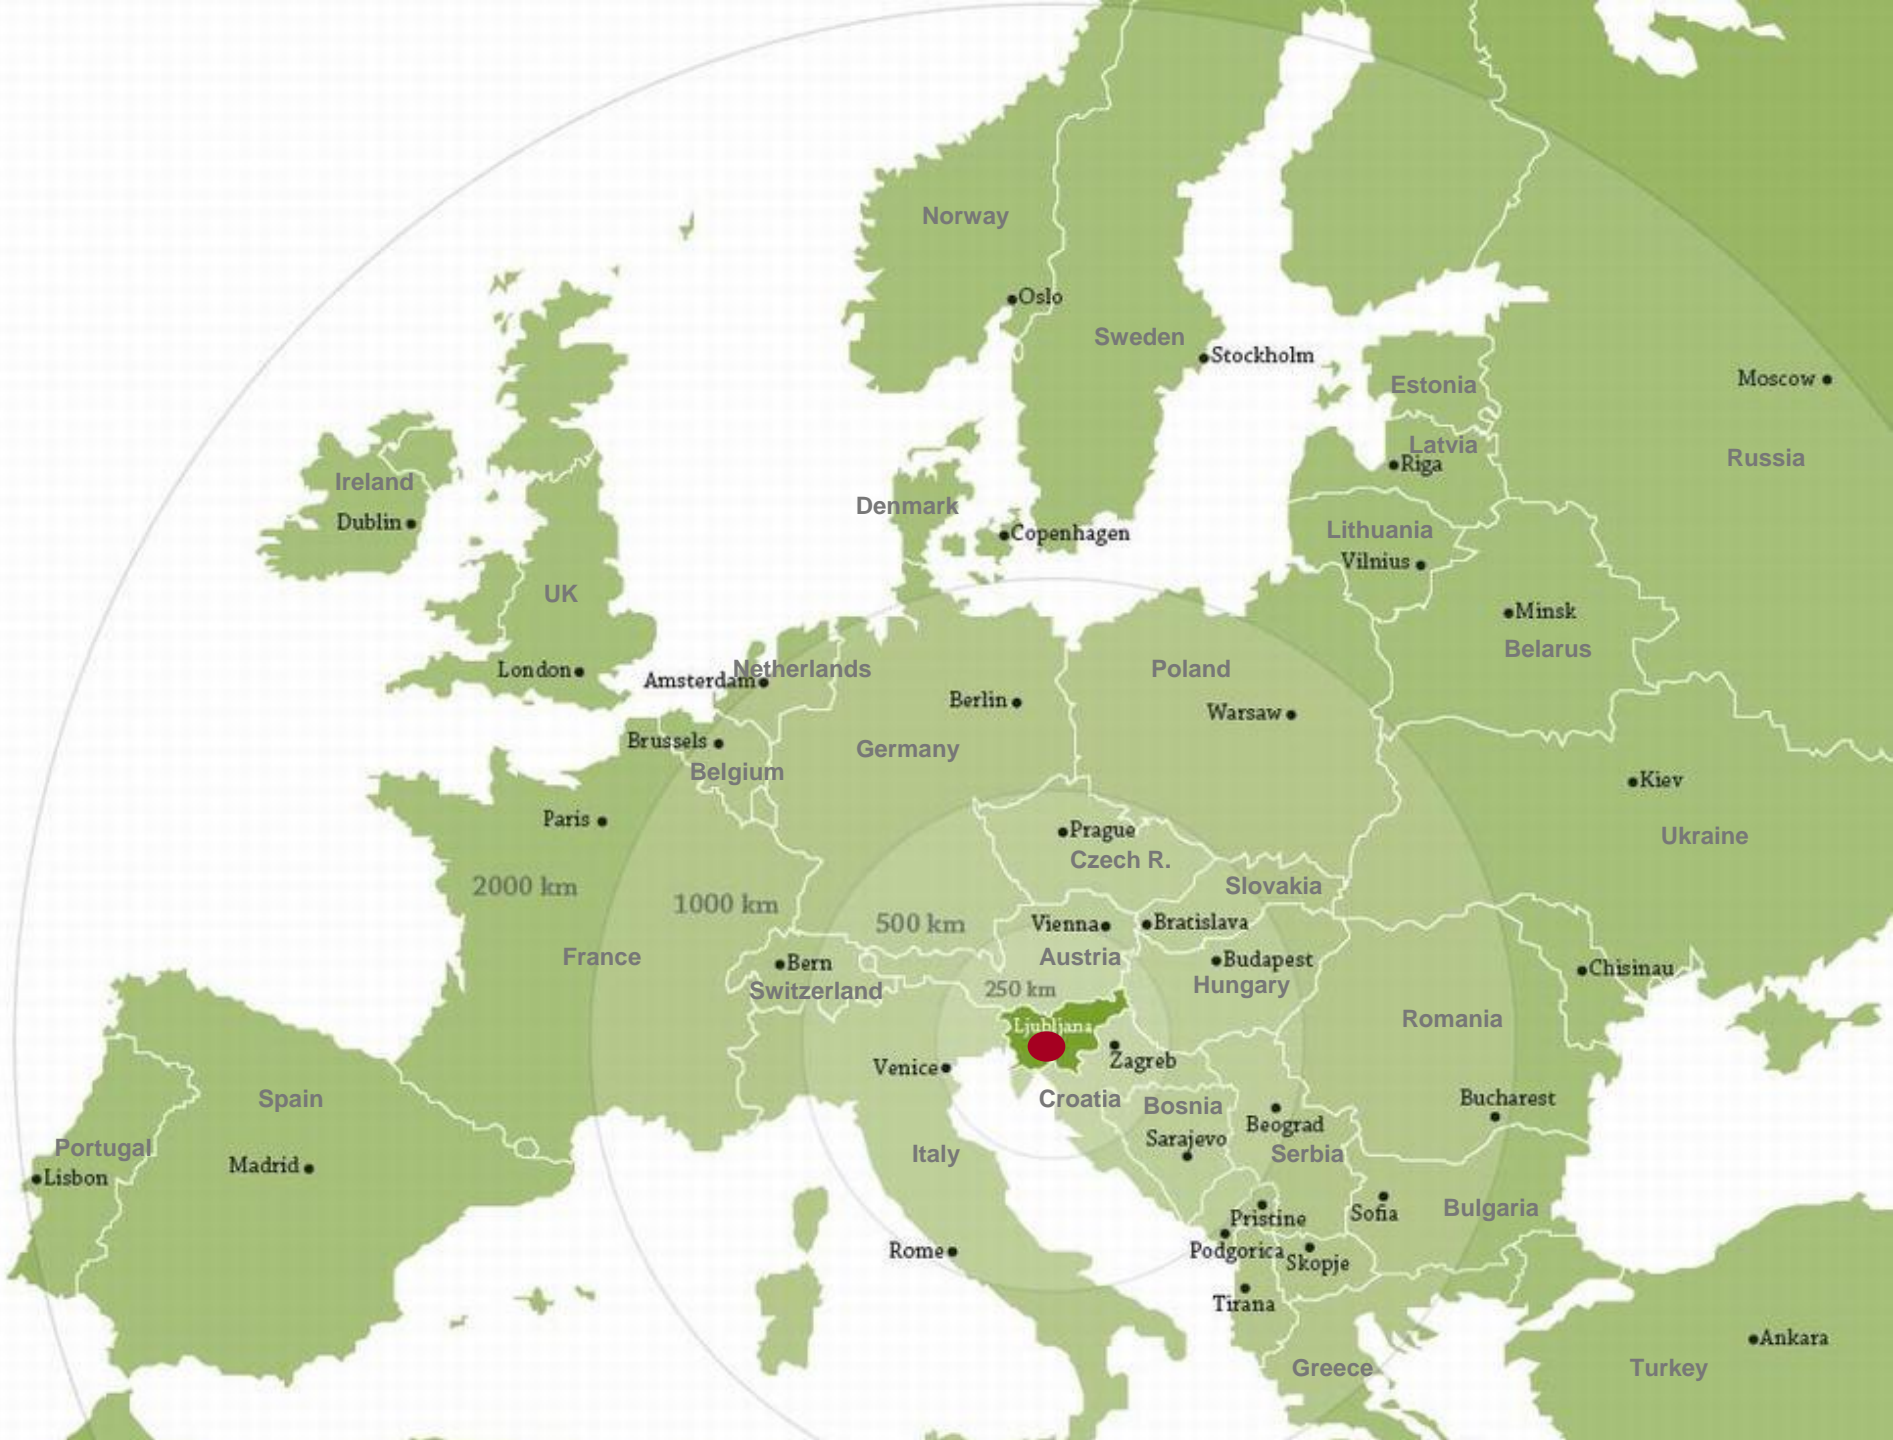 Norway
Oslo
Sweden
Stockholm
Moscow
Estonia
Latvia
Riga
Russia
Ireland
Dublin
Denmark
Copenhagen
Lithuania
Vilnius
UK
Minsk
Belarus
London
Netherlands
Amsterdam
Poland
Berlin
Warsaw
Brussels
Germany
Belgium
Kiev
Paris
Prague
Ukraine
Czech R.
2000 km
1000 km
500 km
Slovakia
Vienna
Bratislava
France
Bern
Austria
Budapest
Chisinau
Switzerland
250 km
Hungary
Ljubljana
Romania
Venice
Zagreb
Spain
Croatia
Bosnia
Bucharest
Beograd
Portugal
Sarajevo
Italy
Serbia
Madrid
Lisbon
Pristine
Sofia
Bulgaria
Rome
Podgorica
Skopje
Tirana
Ankara
Greece
Turkey